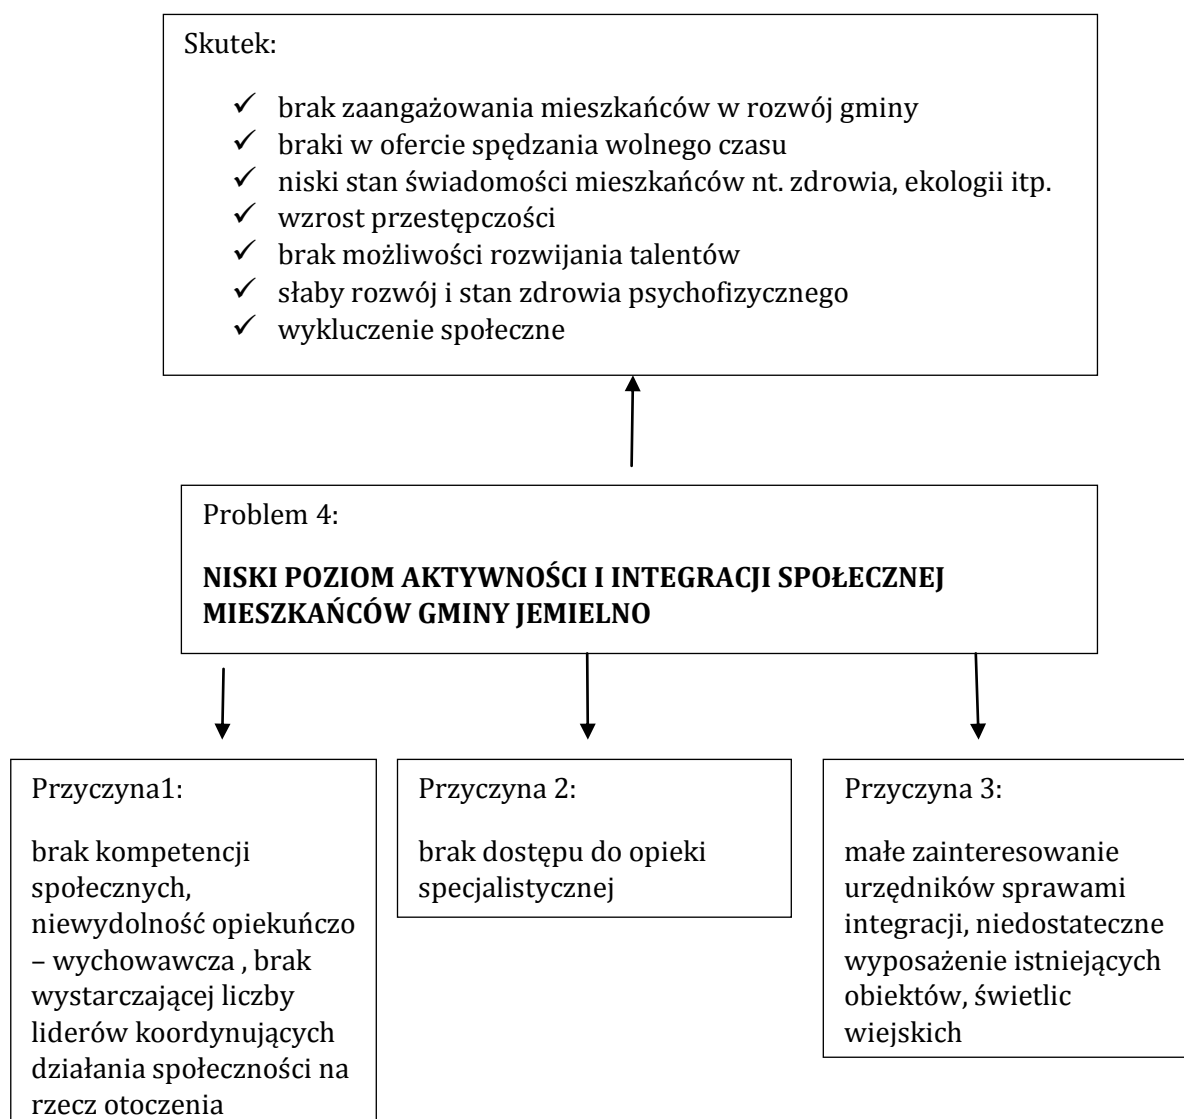 Skutek:
✓ brak zaangażowania mieszkańców w rozwój gminy
✓ braki w ofercie spędzania wolnego czasu
✓ niski stan świadomości mieszkańców nt. zdrowia, ekologii itp.
✓ wzrost przestępczości
✓ brak możliwości rozwijania talentów
✓ słaby rozwój i stan zdrowia psychofizycznego
✓ wykluczenie społeczne
Problem 4:
NISKI POZIOM AKTYWNOŚCI I INTEGRACJI SPOŁECZNEJ
MIESZKAŃCÓW GMINY JEMIELNO
Przyczyna1:
brak kompetencji
społecznych,
niewydolność opiekuńczo
– wychowawcza , brak
wystarczającej liczby
liderów koordynujących
działania społeczności na
rzecz otoczenia
Przyczyna 2:
brak dostępu do opieki
specjalistycznej
Przyczyna 3:
małe zainteresowanie
urzędników sprawami
integracji, niedostateczne
wyposażenie istniejących
obiektów, świetlic
wiejskich